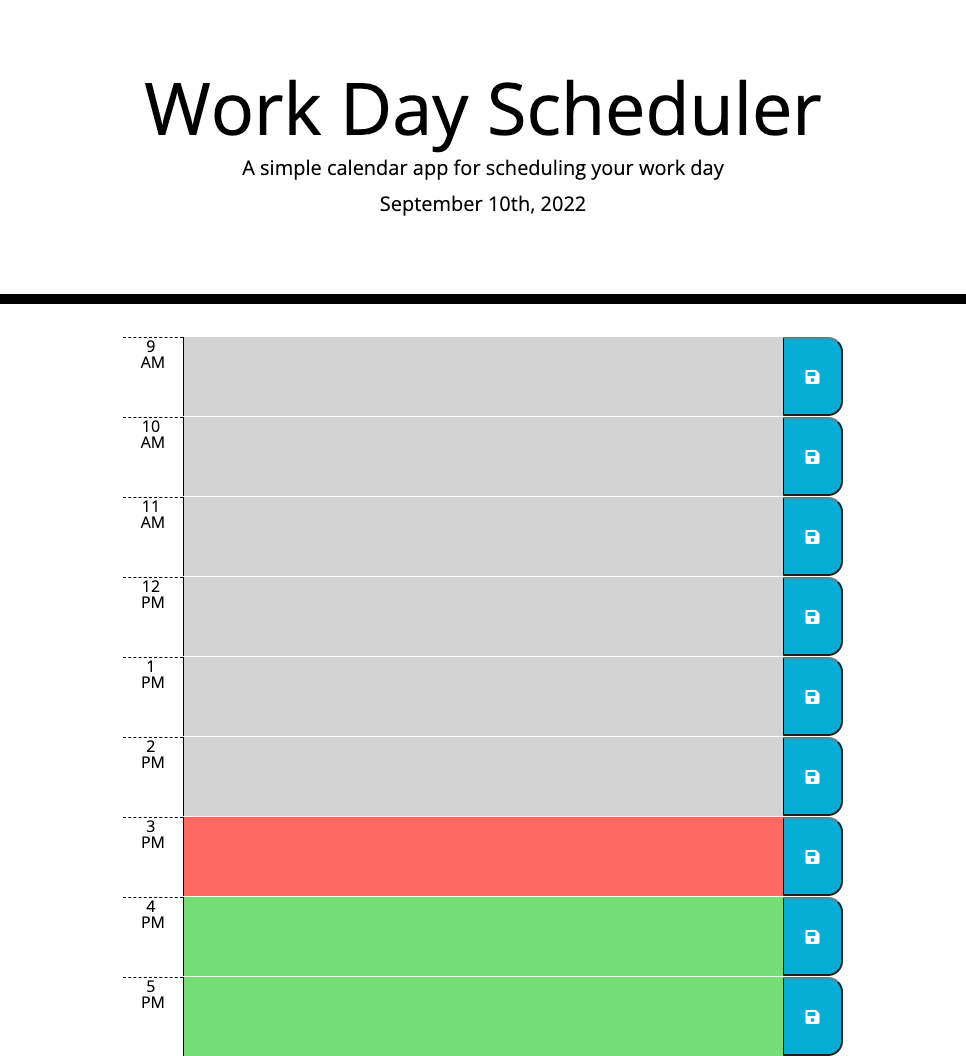 Work Day Scheduler
A simple calendar app for scheduling your work day
September 10th, 2022
9
AM
10
AM
11
AM
12
PM
1
PM
2
PM
3
PM
4
PM
5
PM